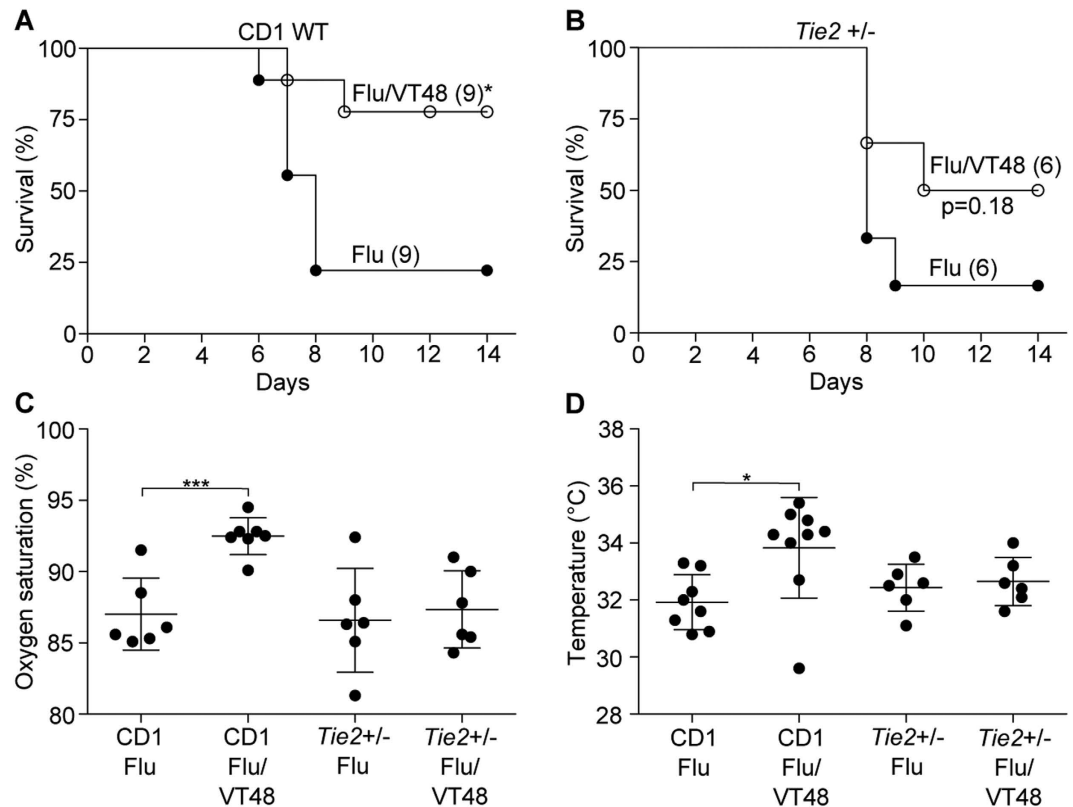 A
CD1 WT
Survival (%)
100
75
50
25
0
Flu/VT48 (9)*
Flu (9)
0 2 4 6 8 10 12 14
Days
B
Tie2 +/-
Survival (%)
100
75
50
25
0
Flu/VT48 (6)
p=0.18
Flu (6)
0 2 4 6 8 10 12 14
Days
C
Oxygen saturation (%)
100
95
90
85
80
***
CD1 Flu
CD1 Flu/ VT48
Tie2+/- Flu
Tie2+/- Flu/ VT48
D
Temperature (°C)
38
36
34
32
30
28
*
CD1 Flu
CD1 Flu/ VT48
Tie2+/- Flu
Tie2+/- Flu/ VT48